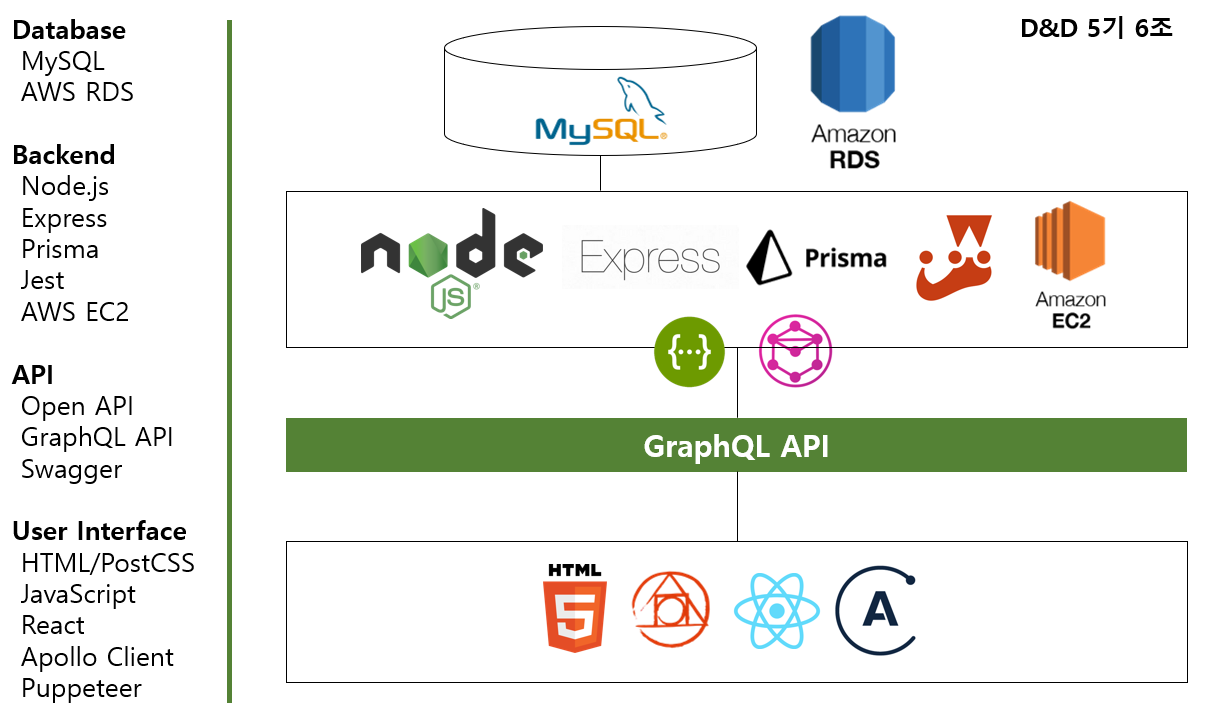 Database
MySQL
AWS RDS
Backend
Node.js
Express
Prisma
Jest
AWS EC2
API
Open API
GraphQL API
Swagger
User Interface
HTML/PostCSS
JavaScript
React
Apollo Client
Puppeteer
D&D 5기 6조
MySQL®
Amazon
RDS
node
JS®
Express
Prisma
Amazon
EC2
{···}
GraphQL API
HTML
5
A